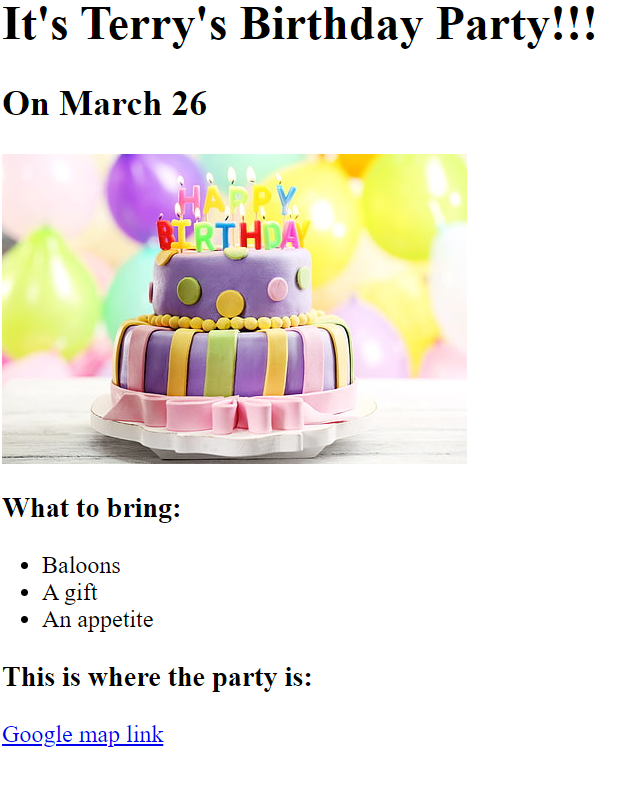 It's Terry's Birthday Party!!!
On March 26
HAPPY
BIRTHDAY
What to bring:
Baloons
A gift
An appetite
This is where the party is:
Google map link